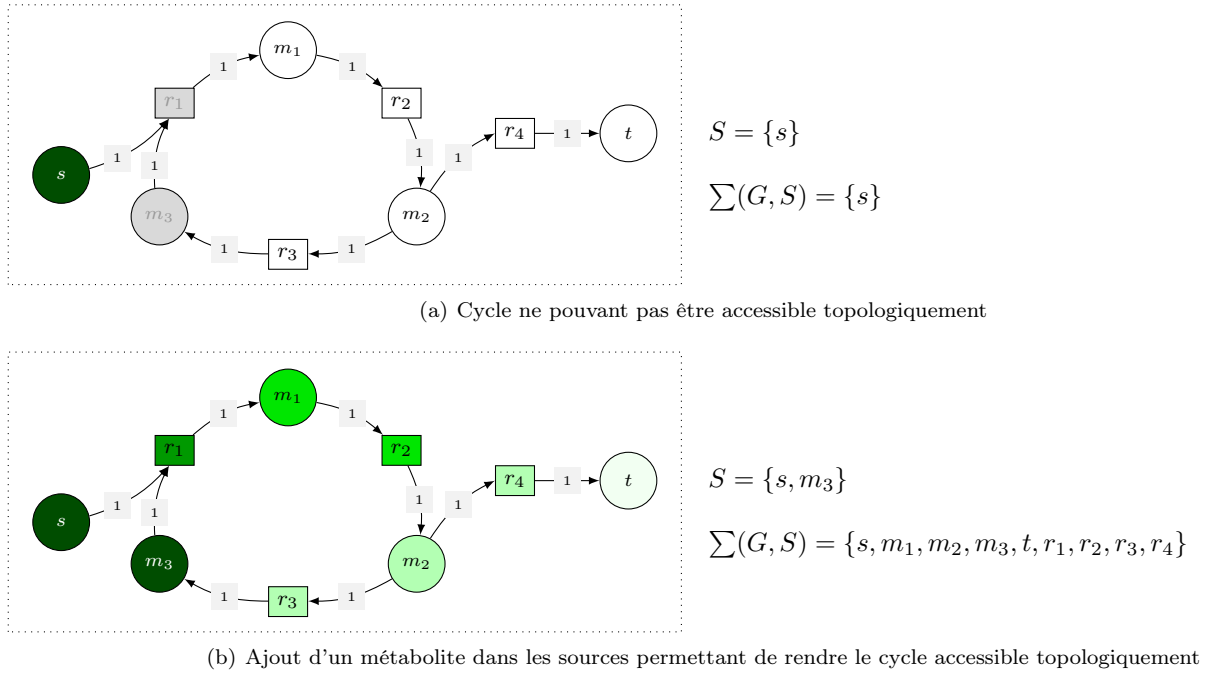 m₁
1
1
r₁
r₂
r₄
1
t
S = {s}
1
1
1
1
s
m₃
m₂
∑(G, S) = {s}
1
r₃
1
(a) Cycle ne pouvant pas être accessible topologiquement
m₁
1
1
r₁
r₂
r₄
1
t
S = {s, m₃}
1
1
1
1
s
m₃
m₂
∑(G, S) = {s, m₁, m₂, m₃, t, r₁, r₂, r₃, r₄}
1
r₃
1
(b) Ajout d'un métabolite dans les sources permettant de rendre le cycle accessible topologiquement